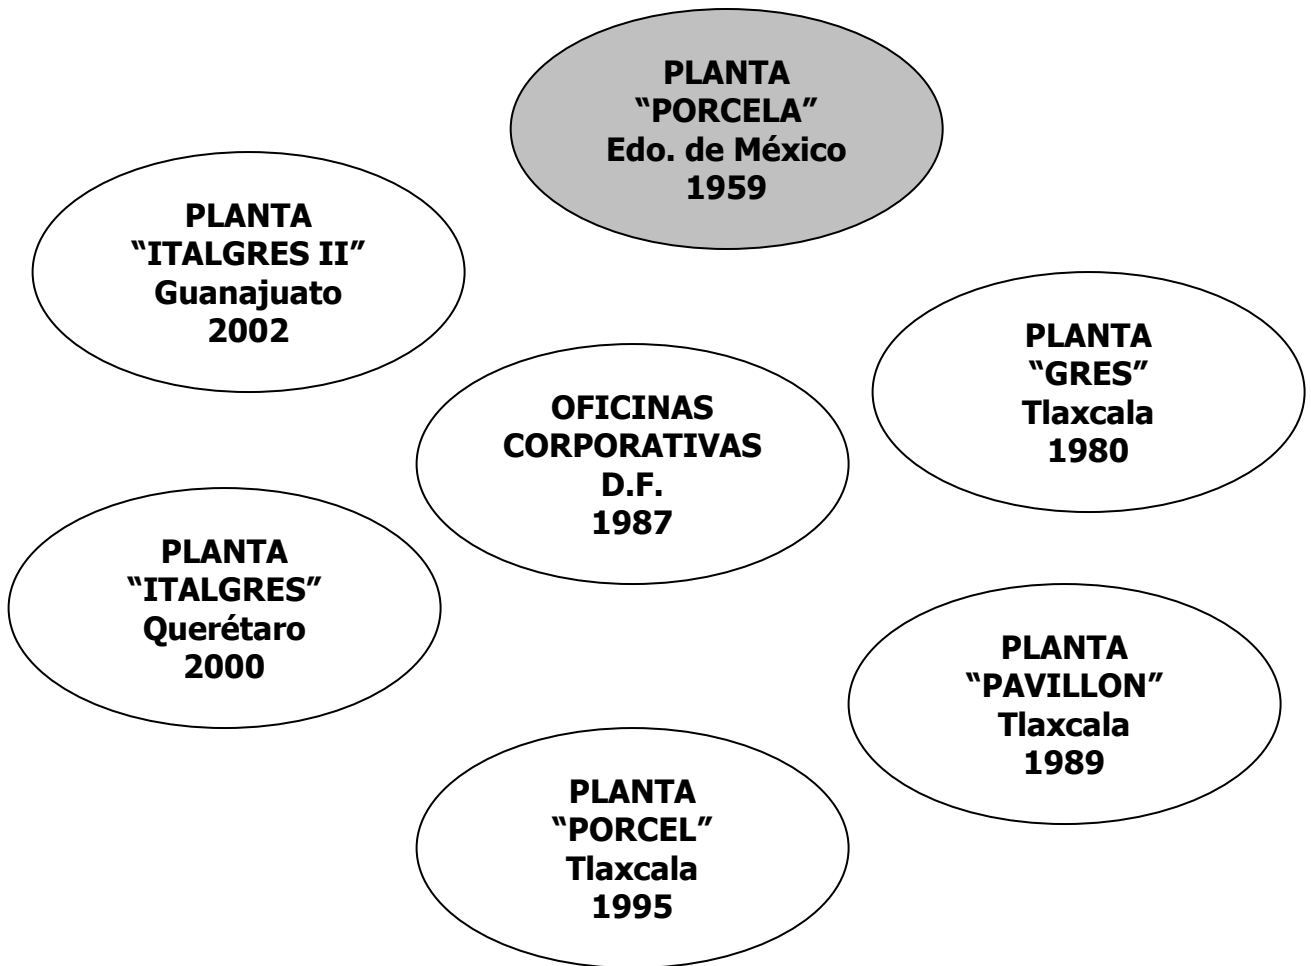 PLANTA
“PORCELA”
Edo. de México
1959
PLANTA
“ITALGRES II”
Guanajuato
2002
PLANTA
“GRES”
Tlaxcala
1980
OFICINAS
CORPORATIVAS
D.F.
1987
PLANTA
“ITALGRES”
Querétaro
2000
PLANTA
“PAVILLON”
Tlaxcala
1989
PLANTA
“PORCEL”
Tlaxcala
1995